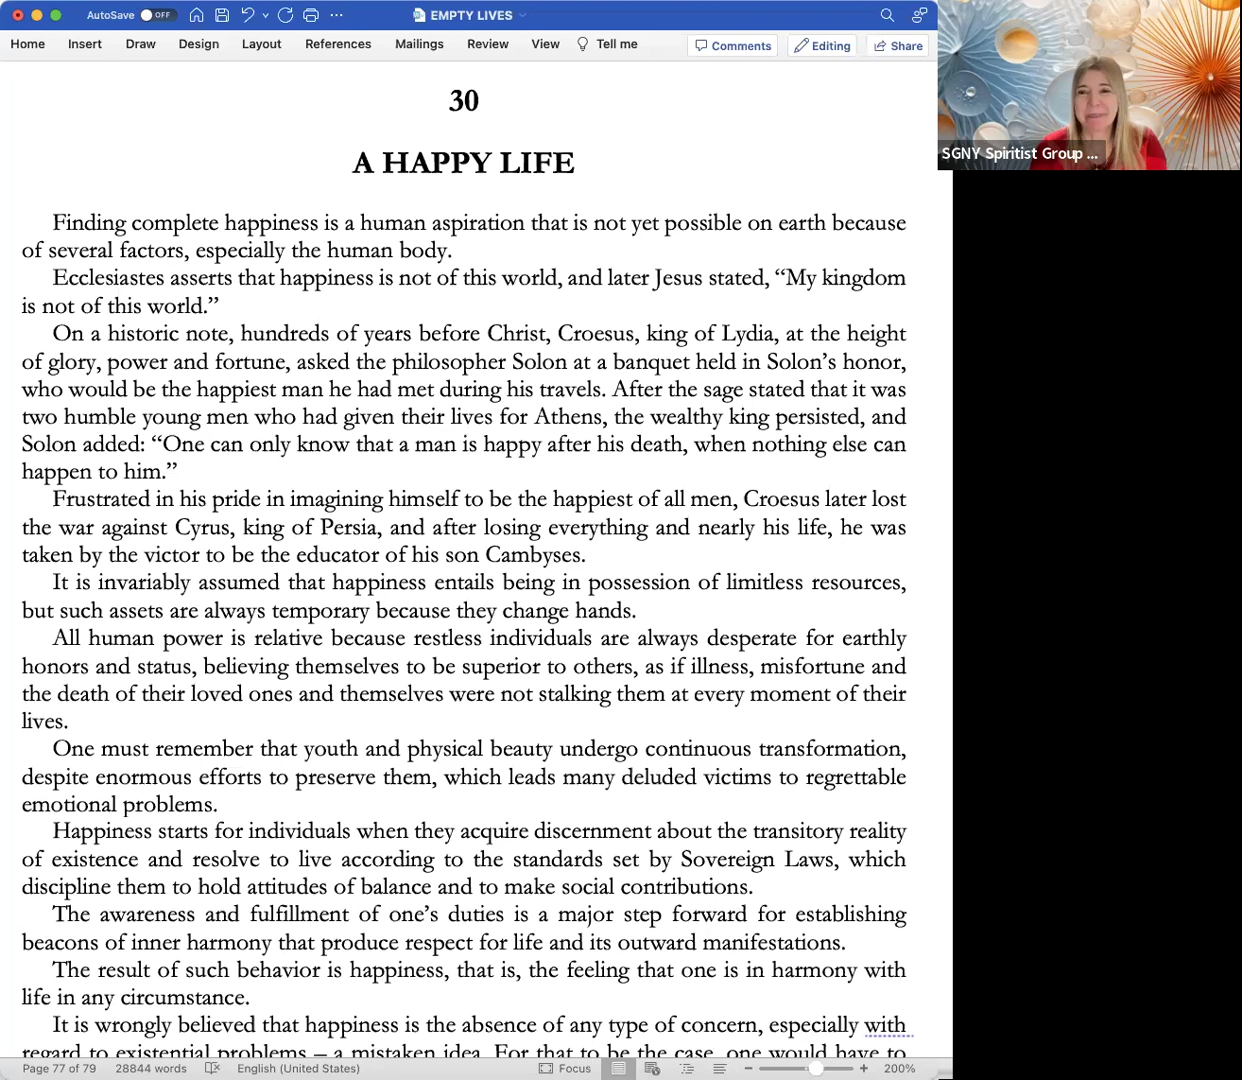 AutoSave OFF EMPTY LIVES
Home Insert Draw Design Layout References Mailings Review View Tell me Comments Editing Share
SGNY Spiritist Group ...
30
A HAPPY LIFE
Finding complete happiness is a human aspiration that is not yet possible on earth because
of several factors, especially the human body.
Ecclesiastes asserts that happiness is not of this world, and later Jesus stated, “My kingdom
is not of this world.”
On a historic note, hundreds of years before Christ, Croesus, king of Lydia, at the height
of glory, power and fortune, asked the philosopher Solon at a banquet held in Solon’s honor,
who would be the happiest man he had met during his travels. After the sage stated that it was
two humble young men who had given their lives for Athens, the wealthy king persisted, and
Solon added: “One can only know that a man is happy after his death, when nothing else can
happen to him.”
Frustrated in his pride in imagining himself to be the happiest of all men, Croesus later lost
the war against Cyrus, king of Persia, and after losing everything and nearly his life, he was
taken by the victor to be the educator of his son Cambyses.
It is invariably assumed that happiness entails being in possession of limitless resources,
but such assets are always temporary because they change hands.
All human power is relative because restless individuals are always desperate for earthly
honors and status, believing themselves to be superior to others, as if illness, misfortune and
the death of their loved ones and themselves were not stalking them at every moment of their
lives.
One must remember that youth and physical beauty undergo continuous transformation,
despite enormous efforts to preserve them, which leads many deluded victims to regrettable
emotional problems.
Happiness starts for individuals when they acquire discernment about the transitory reality
of existence and resolve to live according to the standards set by Sovereign Laws, which
discipline them to hold attitudes of balance and to make social contributions.
The awareness and fulfillment of one’s duties is a major step forward for establishing
beacons of inner harmony that produce respect for life and its outward manifestations.
The result of such behavior is happiness, that is, the feeling that one is in harmony with
life in any circumstance.
It is wrongly believed that happiness is the absence of any type of concern, especially with
regard to existential problems – a mistaken idea. For that to be the case, one would have to
Page 77 of 79 28844 words English (United States) Focus 200%